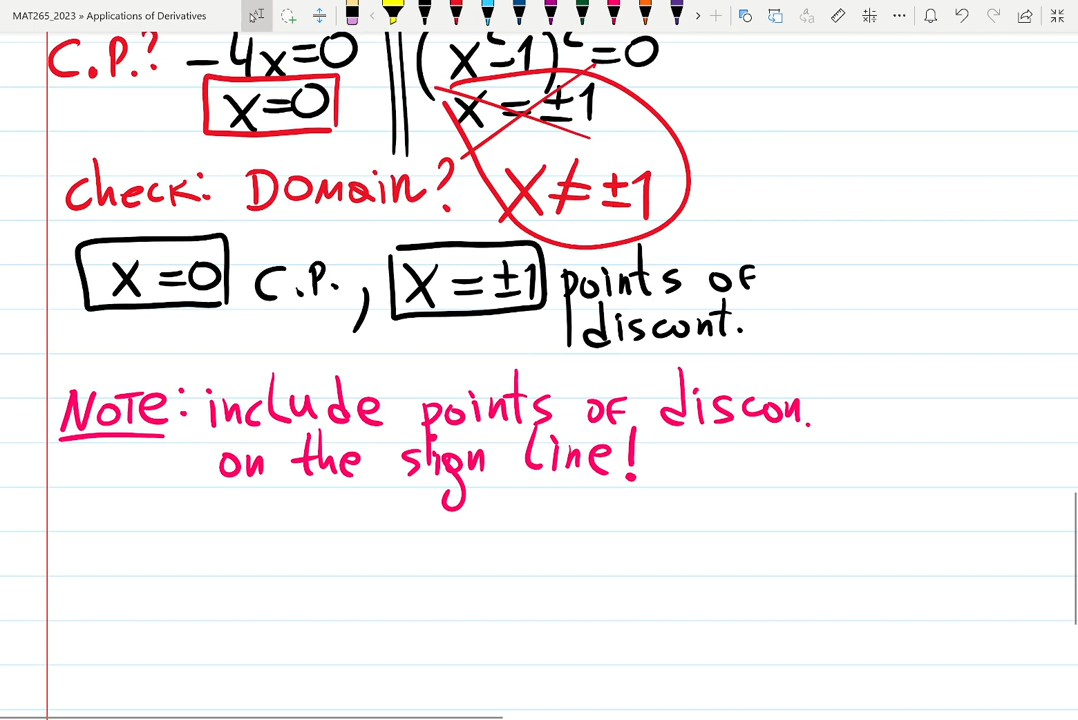 MAT265_2023 » Applications of Derivatives
C.P.? -4x=0 (x²-1)²=0
x=0 x=±1
check: Domain? x≠±1
x=0 C.P., x=±1 points of
discont.
NOTE: include points of discon.
on the sign line!